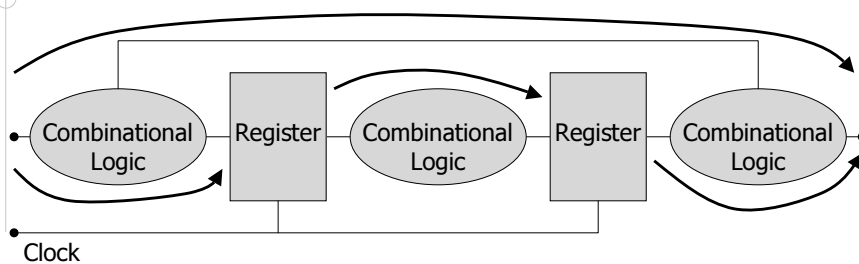 Combinational
Logic
Register
Combinational
Logic
Register
Combinational
Logic
Clock